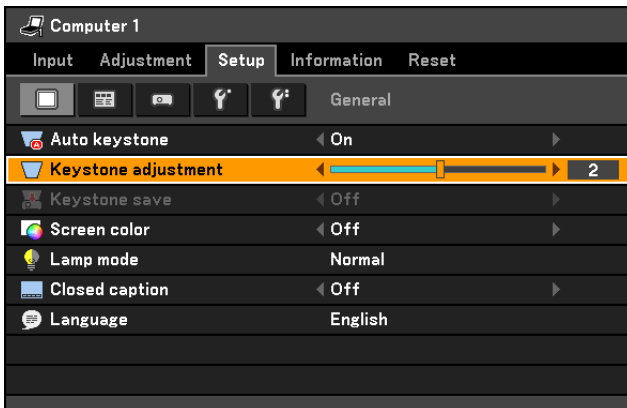 Computer 1
Input Adjustment Setup Information Reset
General
Auto keystone On
Keystone adjustment 2
Keystone save Off
Screen color Off
Lamp mode Normal
Closed caption Off
Language English